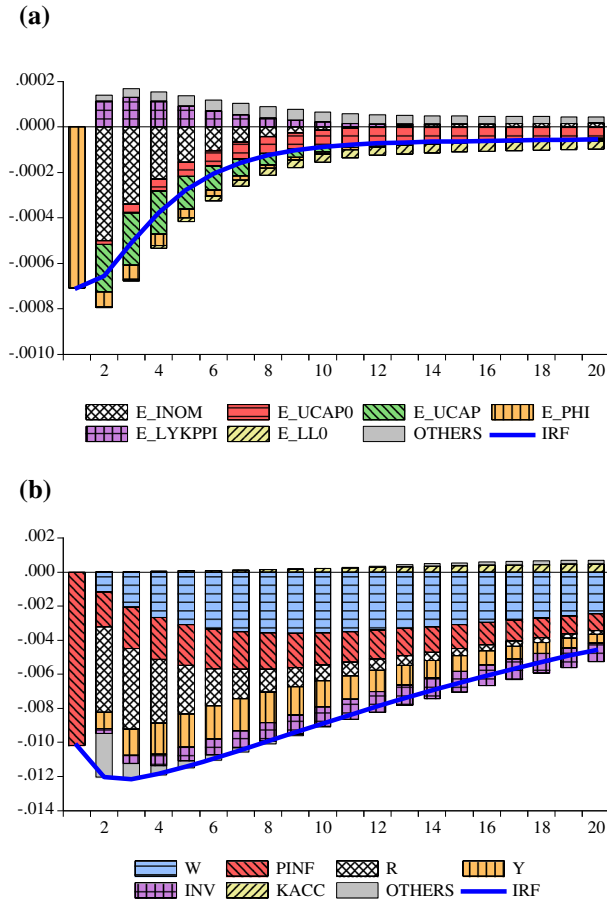 (a)
.0002
.0000
-.0002
-.0004
-.0006
-.0008
-.0010
2 4 6 8 10 12 14 16 18 20
E_INOM E_UCAP0 E_UCAP E_PHI
E_LYKPPI E_LL0 OTHERS IRF
(b)
.002
.000
-.002
-.004
-.006
-.008
-.010
-.012
-.014
2 4 6 8 10 12 14 16 18 20
W PINF R Y
INV KACC OTHERS IRF